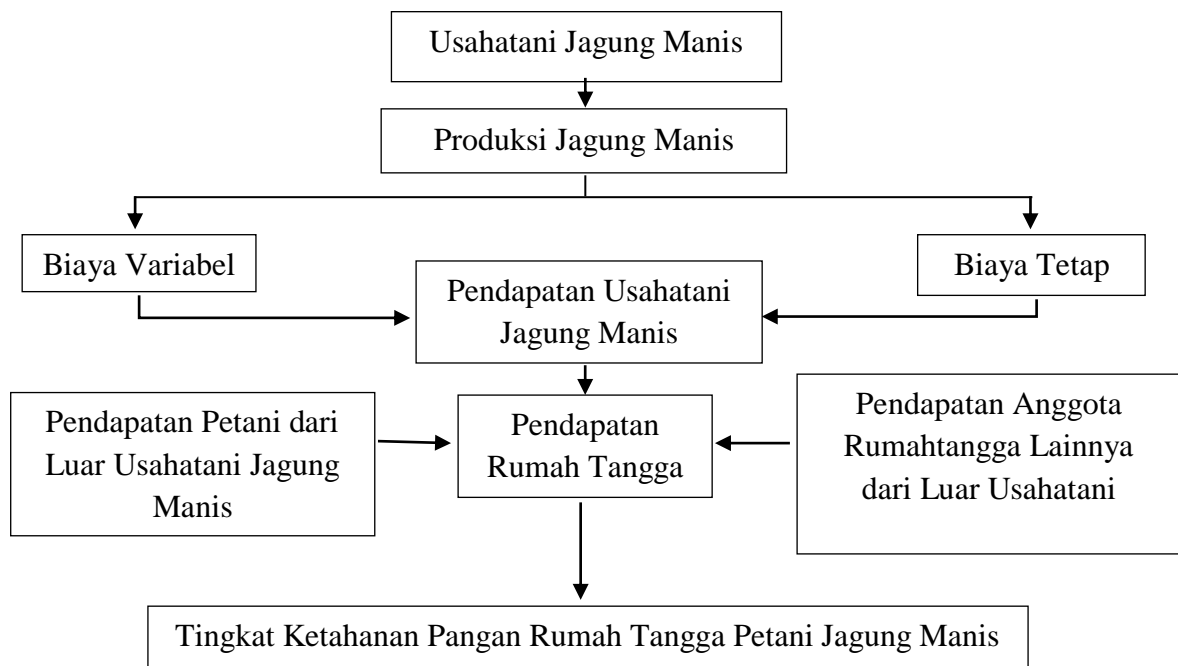 Usahatani Jagung Manis
Produksi Jagung Manis
Biaya Variabel
Biaya Tetap
Pendapatan Usahatani
Jagung Manis
Pendapatan Petani dari
Luar Usahatani Jagung
Manis
Pendapatan
Rumah Tangga
Pendapatan Anggota
Rumahtangga Lainnya
dari Luar Usahatani
Tingkat Ketahanan Pangan Rumah Tangga Petani Jagung Manis